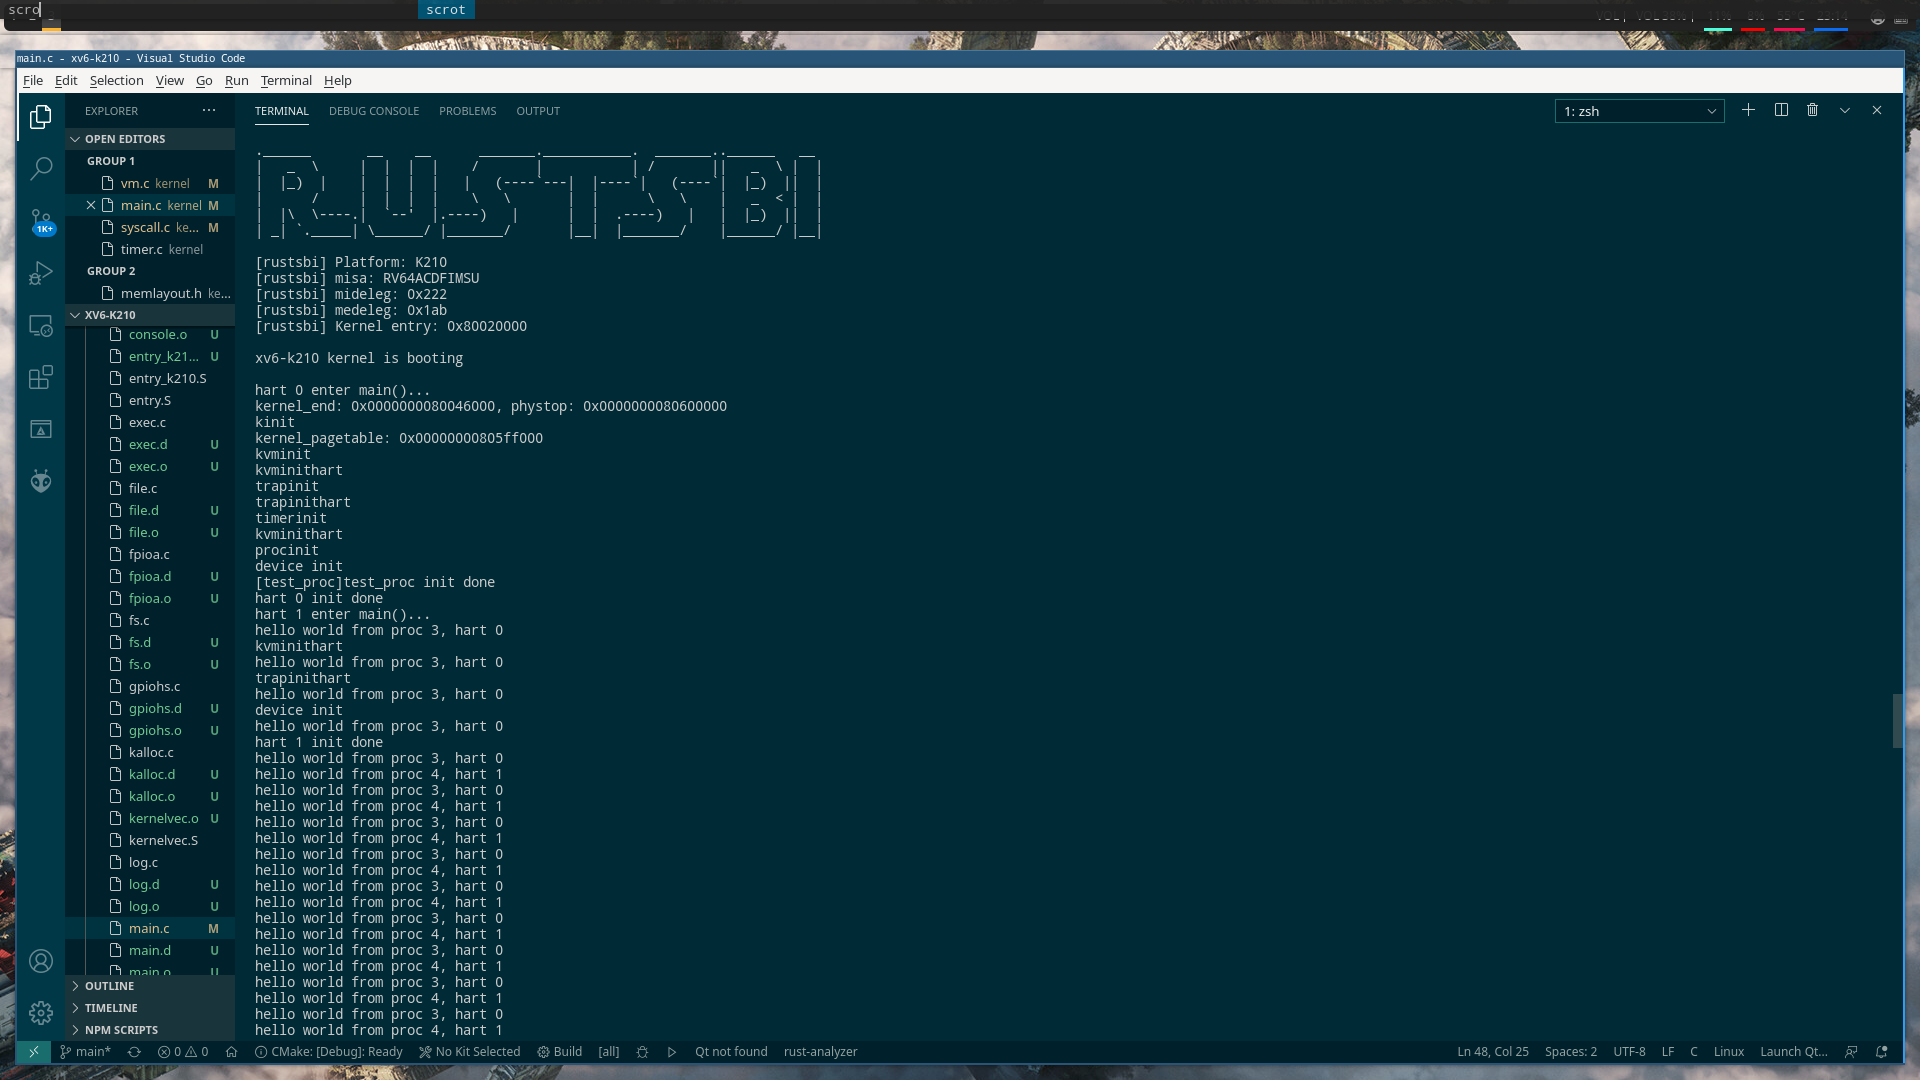 scro
scrot
main.c - xv6-k210 - Visual Studio Code
File Edit Selection View Go Run Terminal Help
EXPLORER
OPEN EDITORS
GROUP 1
vm.c kernel M
main.c kernel M
syscall.c ke... M
timer.c kernel
GROUP 2
memlayout.h ke...
XV6-K210
console.o U
entry_k21... U
entry_k210.S
entry.S
exec.c
exec.d U
exec.o U
file.c
file.d U
file.o U
fpioa.c
fpioa.d U
fpioa.o U
fs.c
fs.d U
fs.o U
gpiohs.c
gpiohs.d U
gpiohs.o U
kalloc.c
kalloc.d U
kalloc.o U
kernelvec.o U
kernelvec.S
log.c
log.d U
log.o U
main.c M
main.d U
main.o U
OUTLINE
TIMELINE
NPM SCRIPTS
1K+
TERMINAL DEBUG CONSOLE PROBLEMS OUTPUT
1: zsh
RUSTSBI
[rustsbi] Platform: K210
[rustsbi] misa: RV64ACDFIMSU
[rustsbi] mideleg: 0x222
[rustsbi] medeleg: 0x1ab
[rustsbi] Kernel entry: 0x80020000
xv6-k210 kernel is booting
hart 0 enter main()...
kernel_end: 0x0000000080046000, phystop: 0x0000000080600000
kinit
kernel_pagetable: 0x00000000805ff000
kvminit
kvminithart
trapinit
trapinithart
timerinit
kvminithart
procinit
device init
[test_proc]test_proc init done
hart 0 init done
hart 1 enter main()...
hello world from proc 3, hart 0
kvminithart
hello world from proc 3, hart 0
trapinithart
hello world from proc 3, hart 0
device init
hello world from proc 3, hart 0
hart 1 init done
hello world from proc 3, hart 0
hello world from proc 4, hart 1
hello world from proc 3, hart 0
hello world from proc 4, hart 1
hello world from proc 3, hart 0
hello world from proc 4, hart 1
hello world from proc 3, hart 0
hello world from proc 4, hart 1
hello world from proc 3, hart 0
hello world from proc 4, hart 1
hello world from proc 3, hart 0
hello world from proc 4, hart 1
hello world from proc 3, hart 0
hello world from proc 4, hart 1
hello world from proc 3, hart 0
hello world from proc 4, hart 1
hello world from proc 3, hart 0
hello world from proc 4, hart 1
main* 0 0 CMake: [Debug]: Ready No Kit Selected Build [all] Qt not found rust-analyzer
Ln 48, Col 25 Spaces: 2 UTF-8 LF C Linux Launch Qt...